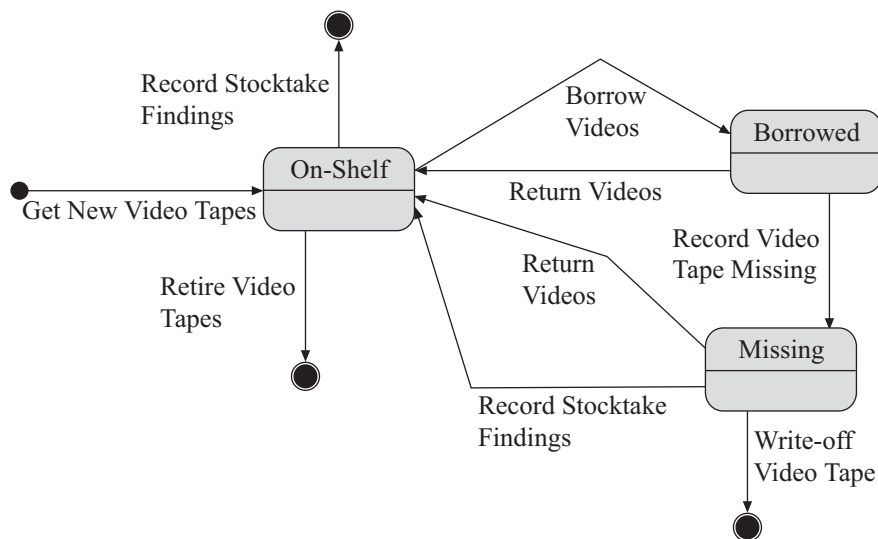 Record Stocktake
Findings
Borrow
Videos
Borrowed
On-Shelf
Return Videos
Get New Video Tapes
Record Video
Tape Missing
Return
Videos
Retire Video
Tapes
Missing
Record Stocktake
Findings
Write-off
Video Tape